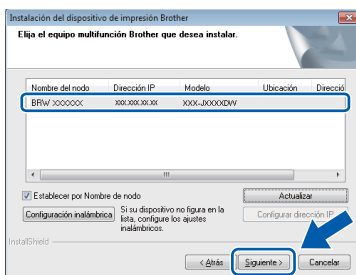 Instalación del dispositivo de impresión Brother
Elija el equipo multifunción Brother que desea instalar.
Nombre del nodo Dirección IP Modelo Ubicación Direcció
BRW XXXXXX XXX.XXX.XX.XX XXX-JXXXXDW
Establecer por Nombre de nodo
Actualizar
Configuración inalámbrica
Si su dispositivo no figura en la
lista, configure los ajustes
inalámbricos.
Configurar dirección IP
InstallShield
< Atrás Siguiente > Cancelar